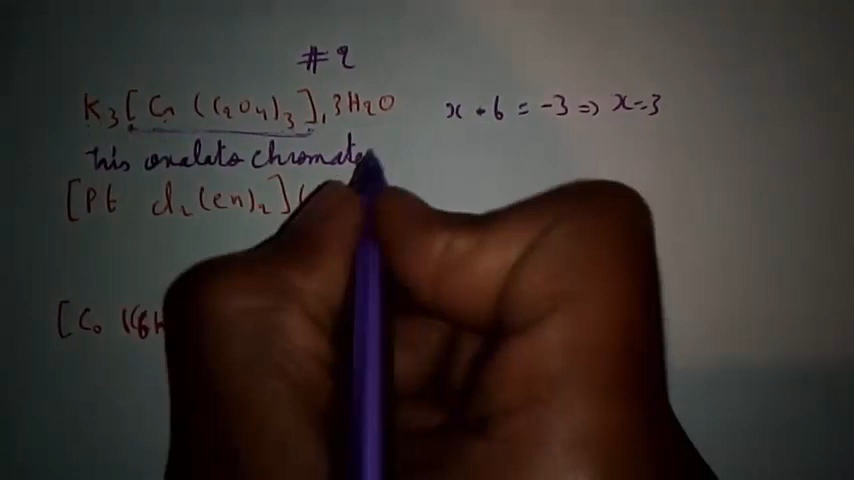 # 2
K3[Cr (C2O4)3],3H2O x - 6 = -3 => x=3
tris oxalato chromate
[Pt cl2(en)2](
[Co